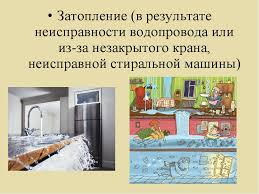 • Затопление (в результате
неисправности водопровода или
из-за незакрытого крана,
неисправной стиральной машины)